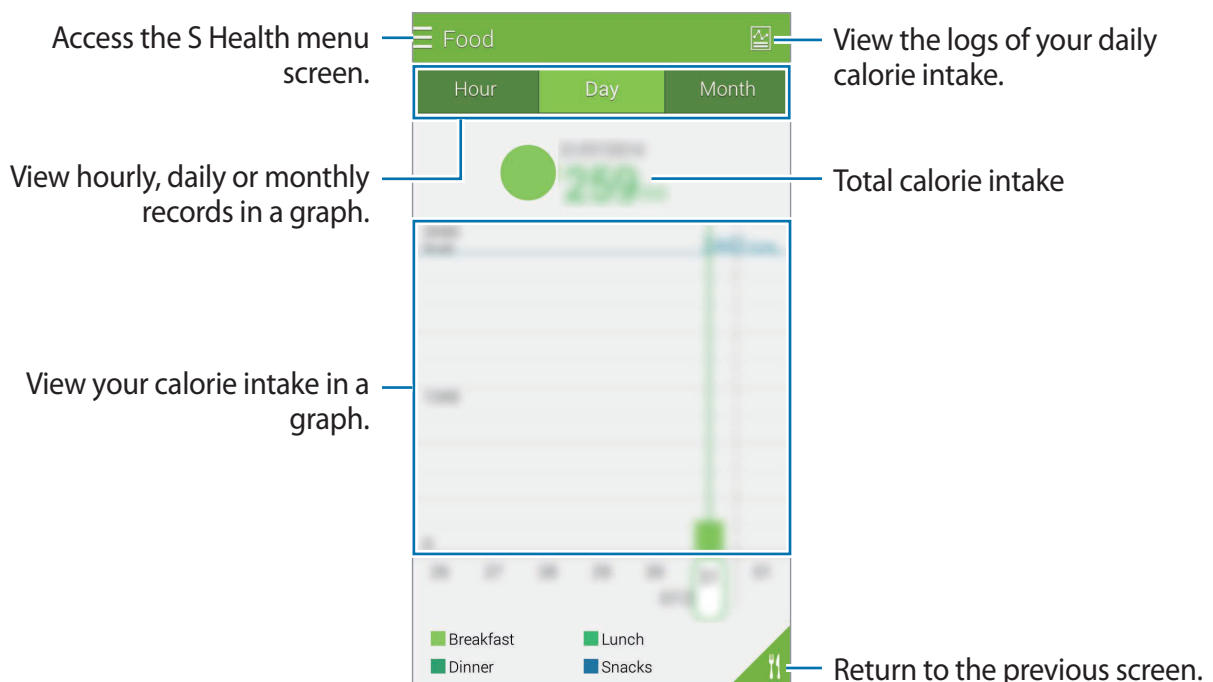 Access the S Health menu
screen.
Food
View the logs of your daily
calorie intake.
Hour Day Month
View hourly, daily or monthly
records in a graph.
259
Total calorie intake
View your calorie intake in a
graph.
Breakfast Lunch
Dinner Snacks
Return to the previous screen.